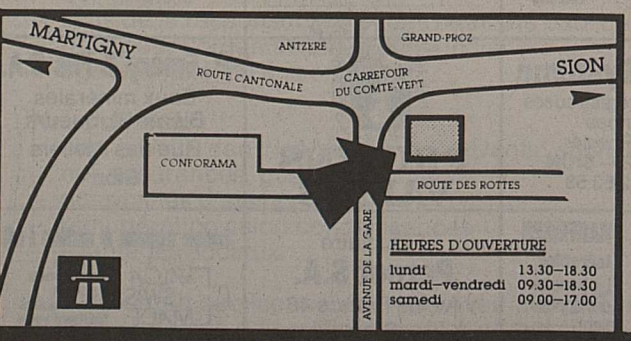 MARTIGNY
ANTZÈRE
GRAND-PROZ
ROUTE CANTONALE
CARREFOUR
DU COMTE-VERT
SION
CONFORAMA
ROUTE DES ROTTES
AVENUE DE LA GARE
HEURES D'OUVERTURE
lundi 13.30–18.30
mardi–vendredi 09.30–18.30
samedi 09.00–17.00